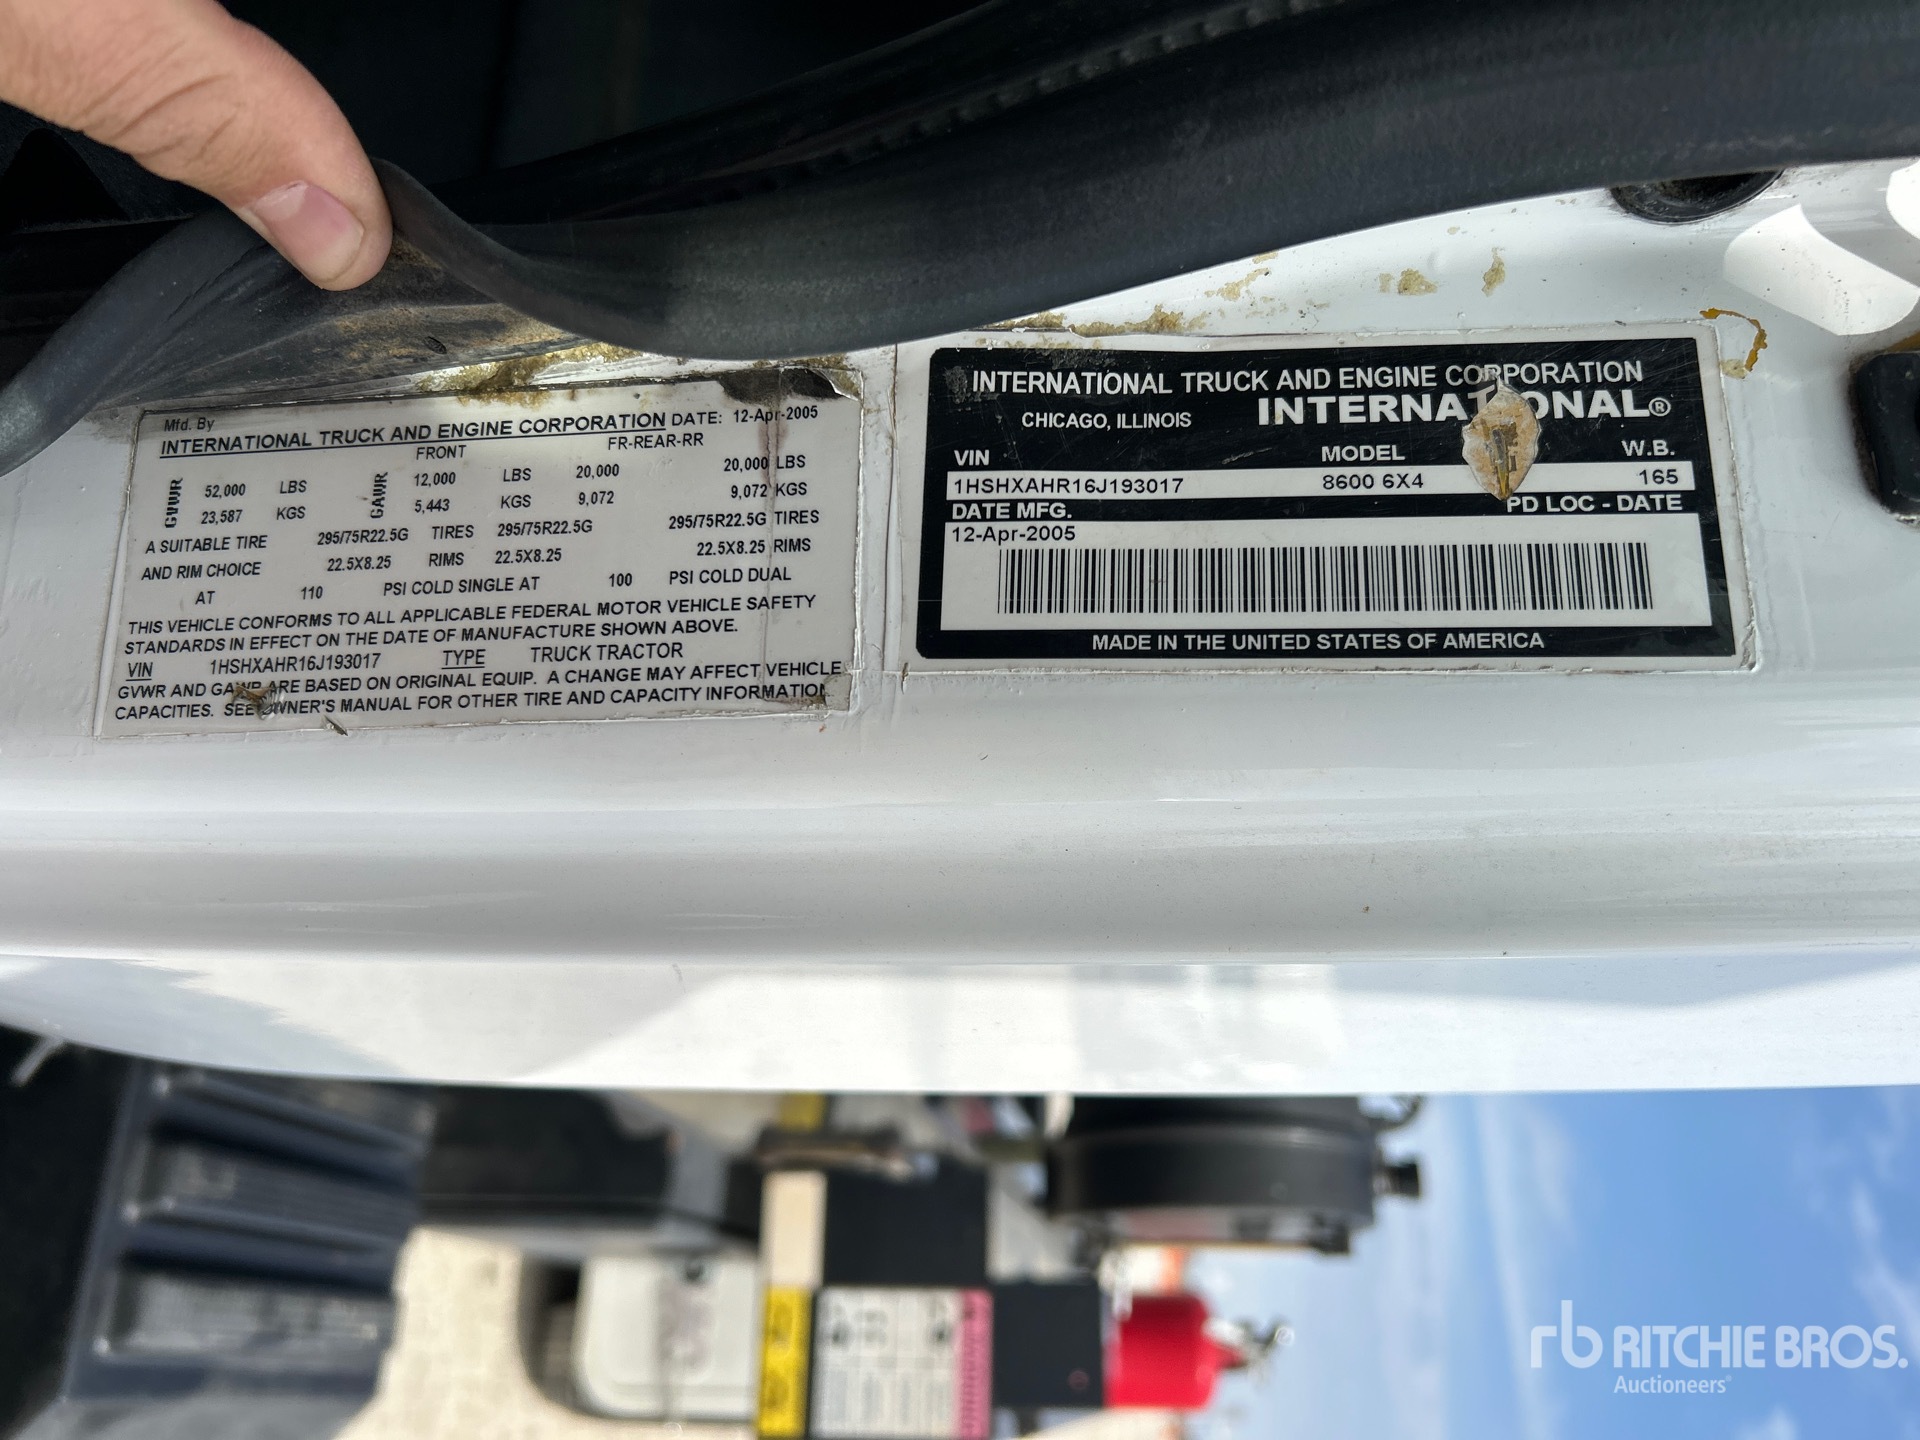 Mfd. By
INTERNATIONAL TRUCK AND ENGINE CORPORATION DATE: 12-Apr-2005
FRONT FR-REAR-RR
GVWR 52,000 LBS GAWR 12,000 LBS 20,000 20,000 LBS
23,587 KGS 5,443 KGS 9,072 9,072 KGS
A SUITABLE TIRE 295/75R22.5G TIRES 295/75R22.5G 295/75R22.5G TIRES
AND RIM CHOICE 22.5X8.25 RIMS 22.5X8.25 22.5X8.25 RIMS
AT 110 PSI COLD SINGLE AT 100 PSI COLD DUAL
THIS VEHICLE CONFORMS TO ALL APPLICABLE FEDERAL MOTOR VEHICLE SAFETY
STANDARDS IN EFFECT ON THE DATE OF MANUFACTURE SHOWN ABOVE.
VIN 1HSHXAHR16J193017 TYPE TRUCK TRACTOR
GVWR AND GAWR ARE BASED ON ORIGINAL EQUIP. A CHANGE MAY AFFECT VEHICLE
CAPACITIES. SEE OWNER'S MANUAL FOR OTHER TIRE AND CAPACITY INFORMATION
INTERNATIONAL TRUCK AND ENGINE CORPORATION
CHICAGO, ILLINOIS INTERNATIONAL®
VIN MODEL W.B.
1HSHXAHR16J193017 8600 6X4 165
DATE MFG. PD LOC - DATE
12-Apr-2005
MADE IN THE UNITED STATES OF AMERICA
rb RITCHIE BROS.
Auctioneers